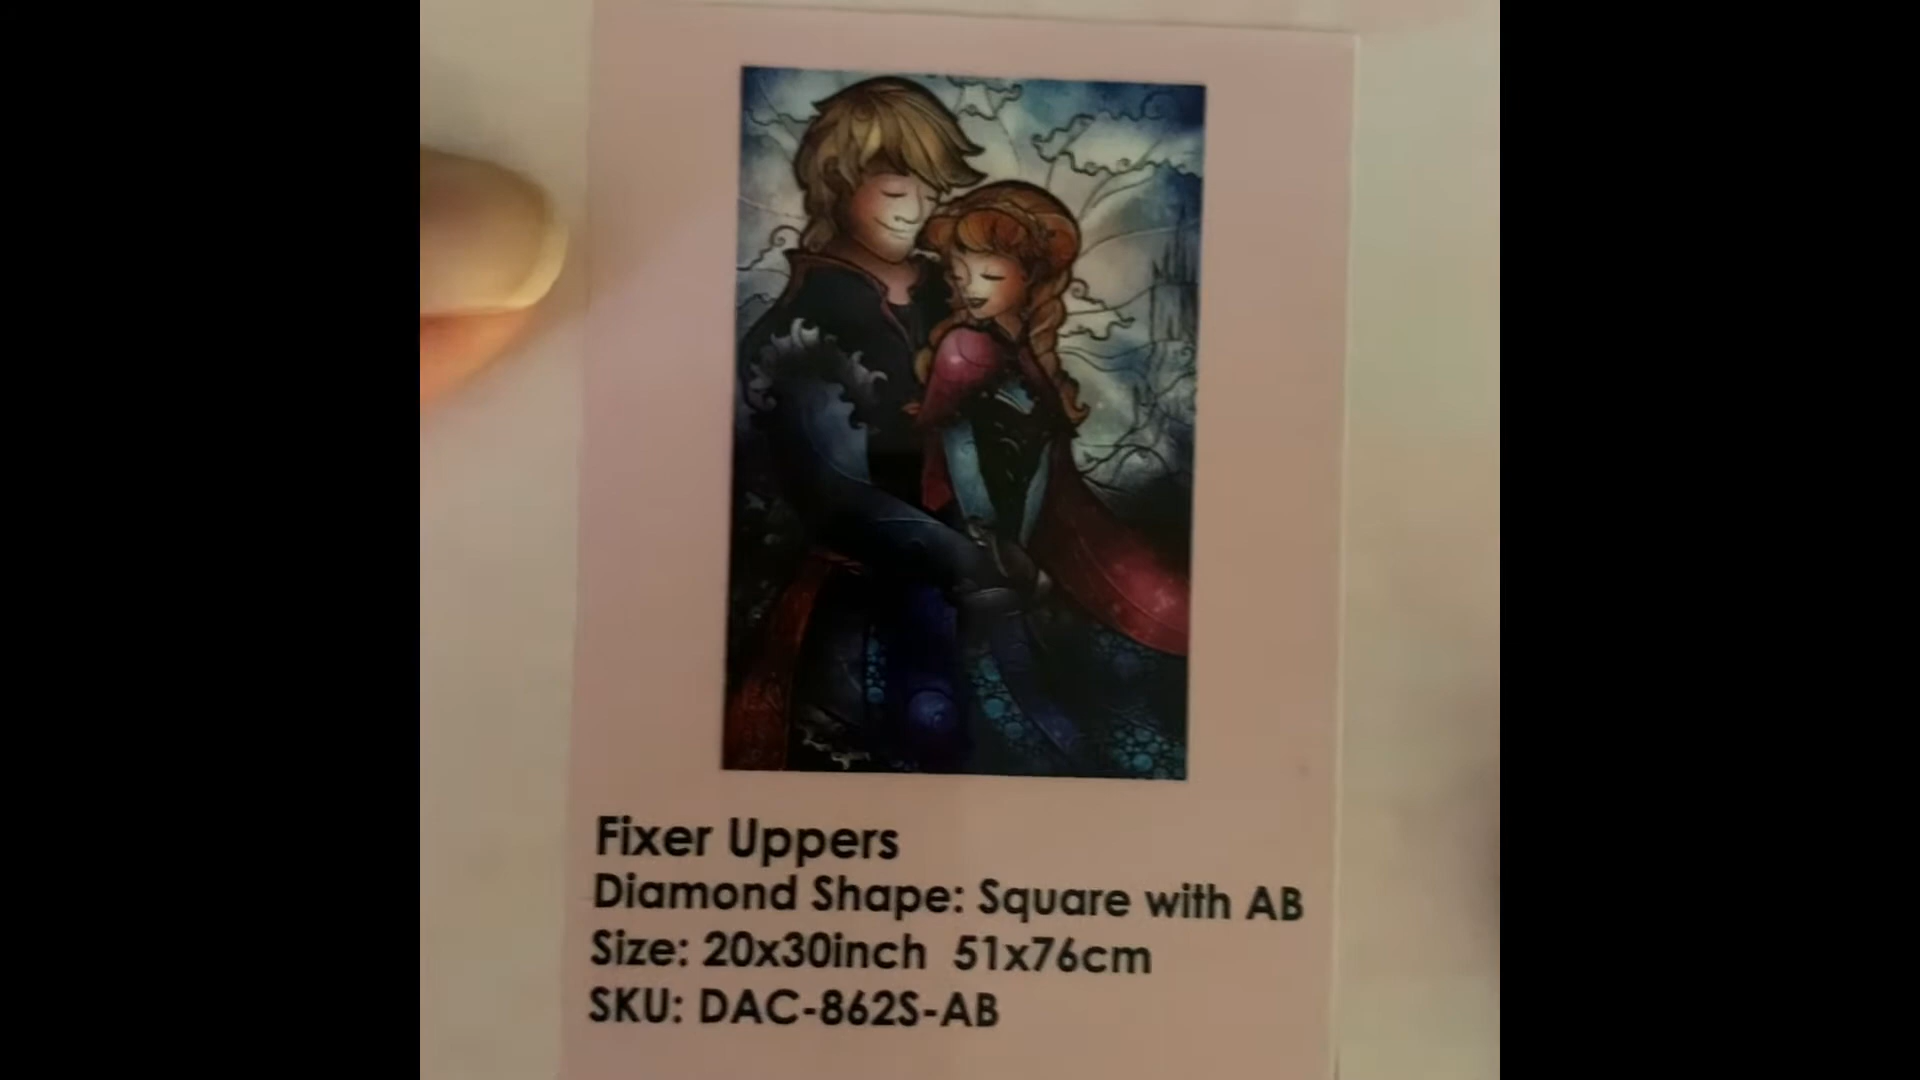 Fixer Uppers
Diamond Shape: Square with AB
Size: 20x30inch 51x76cm
SKU: DAC-862S-AB